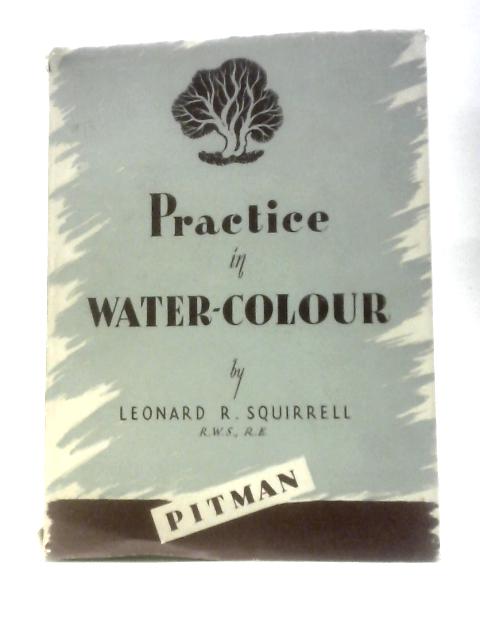 Practice
in
WATER-COLOUR
by
LEONARD R. SQUIRRELL
R.W.S., R.E.
PITMAN